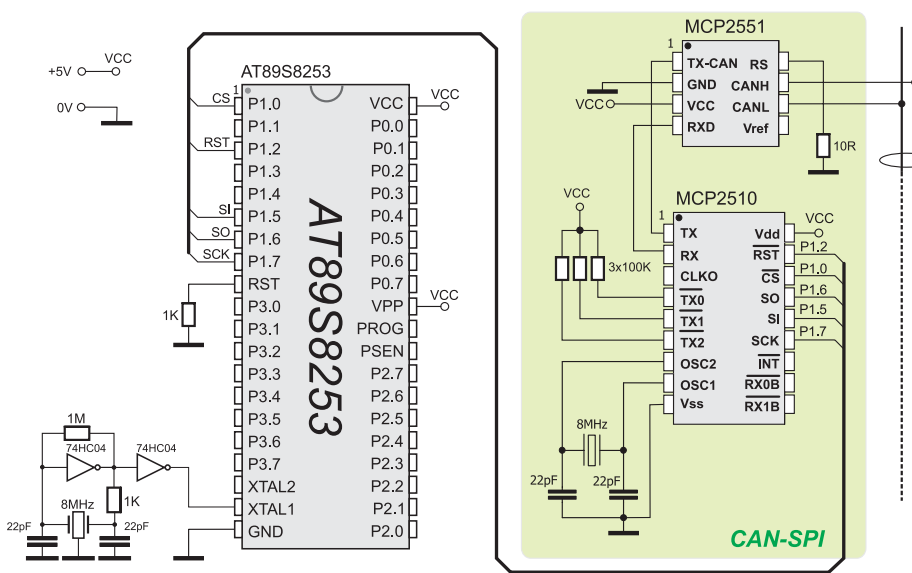 VCC
+5V
0V
AT89S8253
1
CS P1.0
P1.1
RST P1.2
P1.3
P1.4
SI P1.5
SO P1.6
SCK P1.7
RST
P3.0
P3.1
P3.2
P3.3
P3.4
P3.5
P3.6
P3.7
XTAL2
XTAL1
GND
AT89S8253
VCC VCC
P0.0
P0.1
P0.2
P0.3
P0.4
P0.5
P0.6
P0.7
VPP VCC
PROG
PSEN
P2.7
P2.6
P2.5
P2.4
P2.3
P2.2
P2.1
P2.0
1K
1M
74HC04 74HC04
8MHz 1K
22pF 22pF
MCP2551
1
TX-CAN RS
GND CANH
VCC VCC CANL
RXD Vref
10R
MCP2510
VCC
1
3x100K
TX Vdd VCC
RX RST P1.2
CLKO CS P1.0
TX0 SO P1.6
TX1 SI P1.5
TX2 SCK P1.7
OSC2 INT
OSC1 RX0B
Vss RX1B
8MHz
22pF 22pF
CAN-SPI